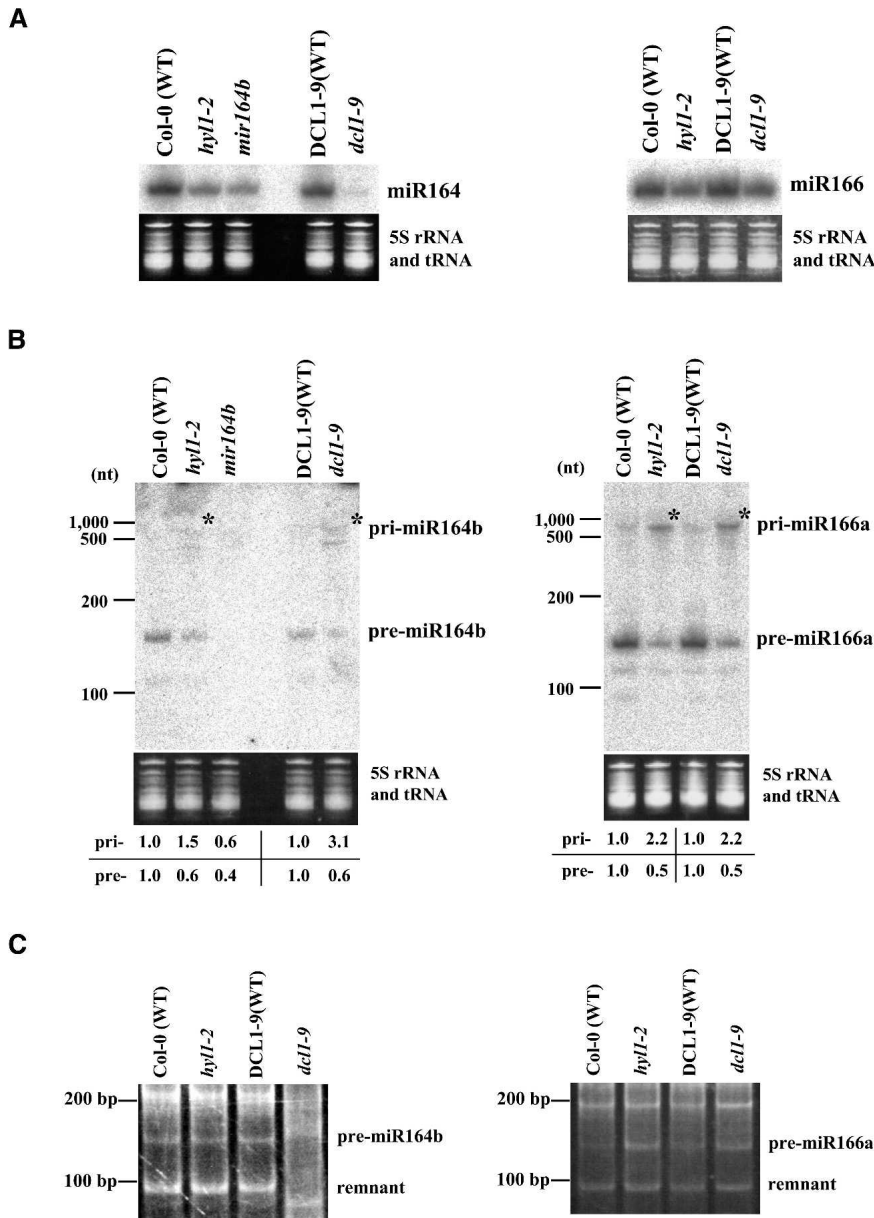 A
Col-0 (WT)
hyl1-2
mir164b
DCL1-9(WT)
dcl1-9
miR164
5S rRNA
and tRNA
Col-0 (WT)
hyl1-2
DCL1-9(WT)
dcl1-9
miR166
5S rRNA
and tRNA
B
(nt)
Col-0 (WT)
hyl1-2
mir164b
DCL1-9(WT)
dcl1-9
1,000
500
200
100
*
*
pri-miR164b
pre-miR164b
5S rRNA
and tRNA
pri- 1.0 1.5 0.6 1.0 3.1
pre- 1.0 0.6 0.4 1.0 0.6
(nt)
Col-0 (WT)
hyl1-2
DCL1-9(WT)
dcl1-9
1,000
500
200
100
*
*
pri-miR166a
pre-miR166a
5S rRNA
and tRNA
pri- 1.0 2.2 1.0 2.2
pre- 1.0 0.5 1.0 0.5
C
Col-0 (WT)
hyl1-2
DCL1-9(WT)
dcl1-9
200 bp
100 bp
pre-miR164b
remnant
Col-0 (WT)
hyl1-2
DCL1-9(WT)
dcl1-9
200 bp
100 bp
pre-miR166a
remnant